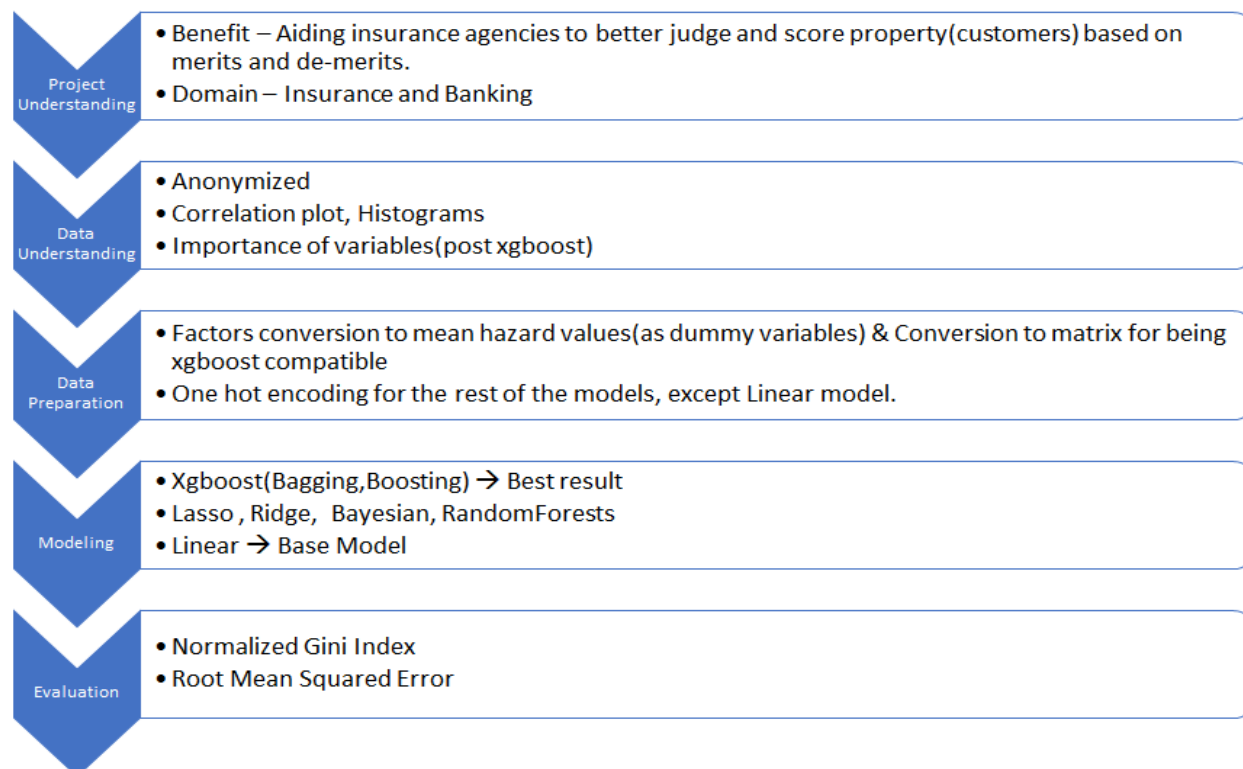 Project
Understanding
• Benefit – Aiding insurance agencies to better judge and score property(customers) based on
merits and de-merits.
• Domain – Insurance and Banking
Data
Understanding
• Anonymized
• Correlation plot, Histograms
• Importance of variables(post xgboost)
Data
Preparation
• Factors conversion to mean hazard values(as dummy variables) & Conversion to matrix for being
xgboost compatible
• One hot encoding for the rest of the models, except Linear model.
Modeling
• Xgboost(Bagging,Boosting) → Best result
• Lasso , Ridge, Bayesian, RandomForests
• Linear → Base Model
Evaluation
• Normalized Gini Index
• Root Mean Squared Error